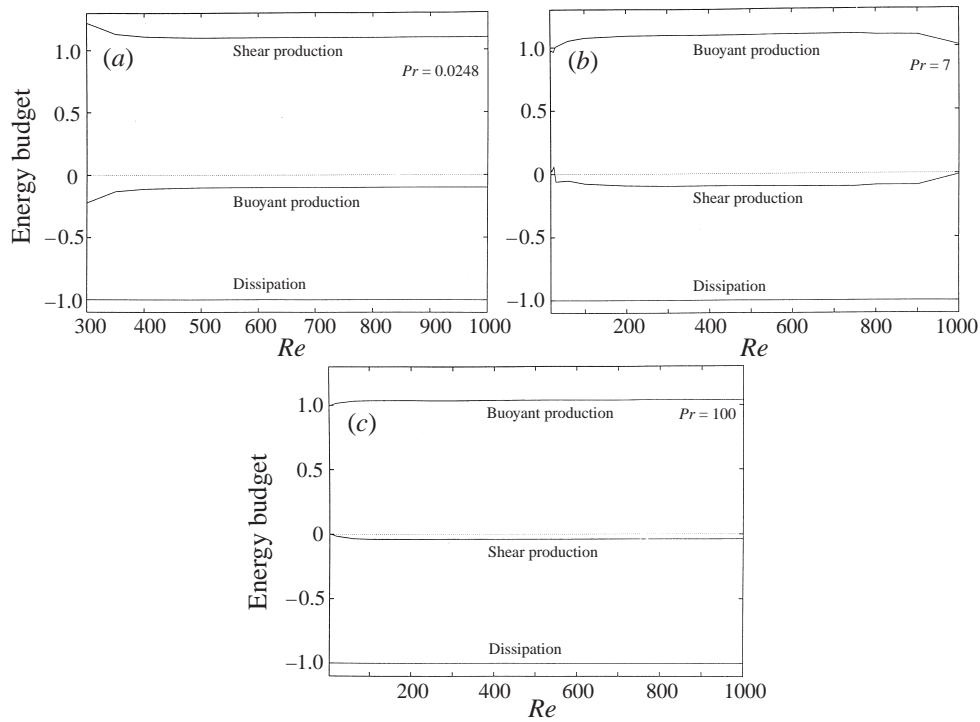 (a)
Energy budget
1.0
0.5
0
−0.5
−1.0
Shear production
Pr = 0.0248
Buoyant production
Dissipation
300 400 500 600 700 800 900 1000
Re
(b)
1.0
0.5
0
−0.5
−1.0
Buoyant production
Pr = 7
Shear production
Dissipation
200 400 600 800 1000
Re
(c)
Energy budget
1.0
0.5
0
−0.5
−1.0
Buoyant production
Pr = 100
Shear production
Dissipation
200 400 600 800 1000
Re